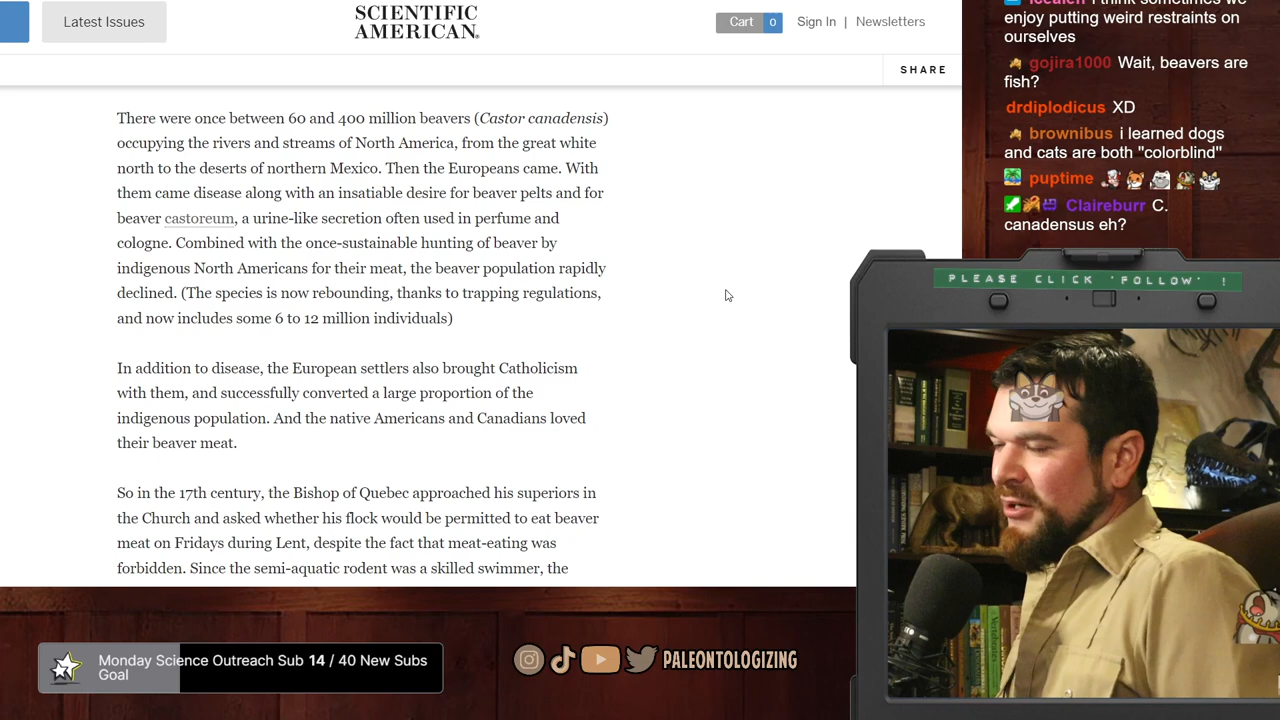 Latest Issues
SCIENTIFIC
AMERICAN
Cart 0
Sign In | Newsletters
SHARE
There were once between 60 and 400 million beavers (Castor canadensis)
occupying the rivers and streams of North America, from the great white
north to the deserts of northern Mexico. Then the Europeans came. With
them came disease along with an insatiable desire for beaver pelts and for
beaver castoreum, a urine-like secretion often used in perfume and
cologne. Combined with the once-sustainable hunting of beaver by
indigenous North Americans for their meat, the beaver population rapidly
declined. (The species is now rebounding, thanks to trapping regulations,
and now includes some 6 to 12 million individuals)
In addition to disease, the European settlers also brought Catholicism
with them, and successfully converted a large proportion of the
indigenous population. And the native Americans and Canadians loved
their beaver meat.
So in the 17th century, the Bishop of Quebec approached his superiors in
the Church and asked whether his flock would be permitted to eat beaver
meat on Fridays during Lent, despite the fact that meat-eating was
forbidden. Since the semi-aquatic rodent was a skilled swimmer, the
enjoy putting weird restraints on
ourselves
gojira1000 Wait, beavers are
fish?
drdiplodicus XD
brownibus i learned dogs
and cats are both "colorblind"
puptime
Claireburr C.
canadensus eh?
PLEASE CLICK 'FOLLOW' !
Monday Science Outreach Sub 14 / 40 New Subs
Goal
PALEONTOLOGIZING